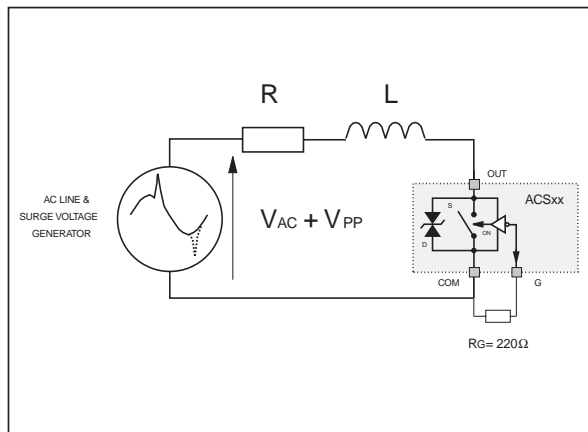 R
L
OUT
ACSxx
AC LINE &
SURGE VOLTAGE
GENERATOR
VAC + VPP
S
ON
D
COM
G
RG= 220Ω